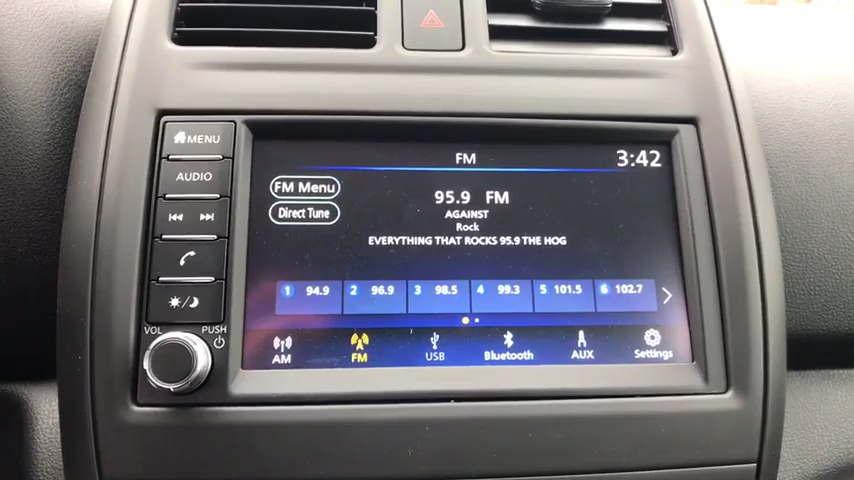 MENU
AUDIO
VOL
PUSH
FM
3:42
FM Menu
Direct Tune
95.9 FM
AGAINST
Rock
EVERYTHING THAT ROCKS 95.9 THE HOG
1 94.9
2 96.9
3 98.5
4 99.3
5 101.5
6 102.7
AM
FM
USB
Bluetooth
AUX
Settings